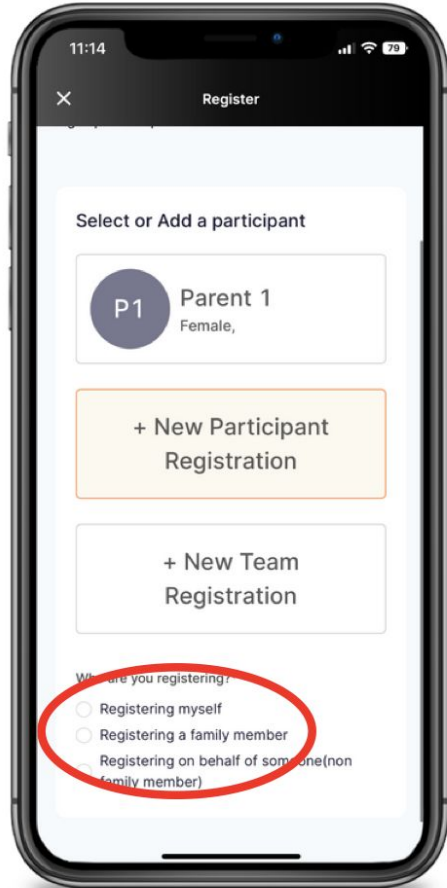 11:14
79
Register
Select or Add a participant
P1
Parent 1
Female,
+ New Participant
Registration
+ New Team
Registration
Who are you registering?
Registering myself
Registering a family member
Registering on behalf of someone(non
family member)